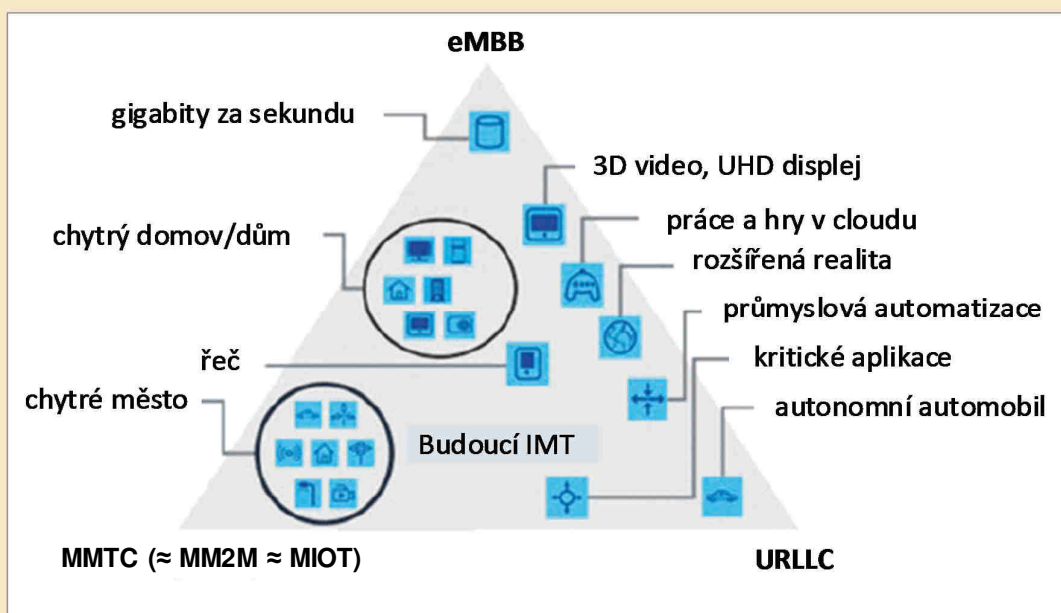 eMBB
gigabity za sekundu
3D video, UHD displej
chytrý domov/dům
práce a hry v cloudu
rozšířená realita
průmyslová automatizace
řeč
kritické aplikace
chytré město
autonomní automobil
Budoucí IMT
MMTC (≈ MM2M ≈ MIOT)
URLLC